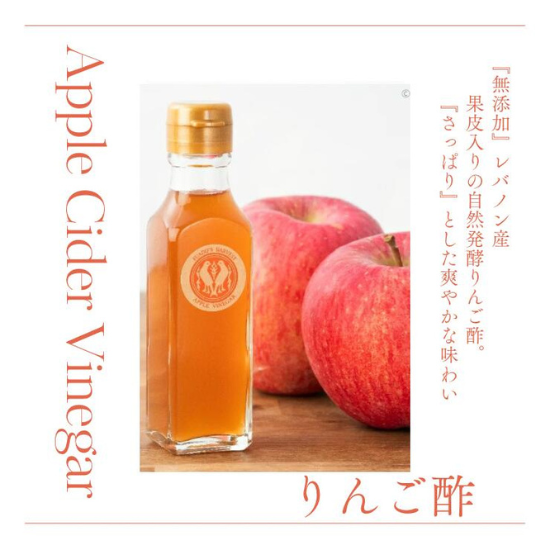 Apple Cider Vinegar
『無添加』レバノン産
果皮入りの自然発酵りんご酢。
『さっぱり』とした爽やかな味わい
©
APPLE VINEGAR
りんご酢